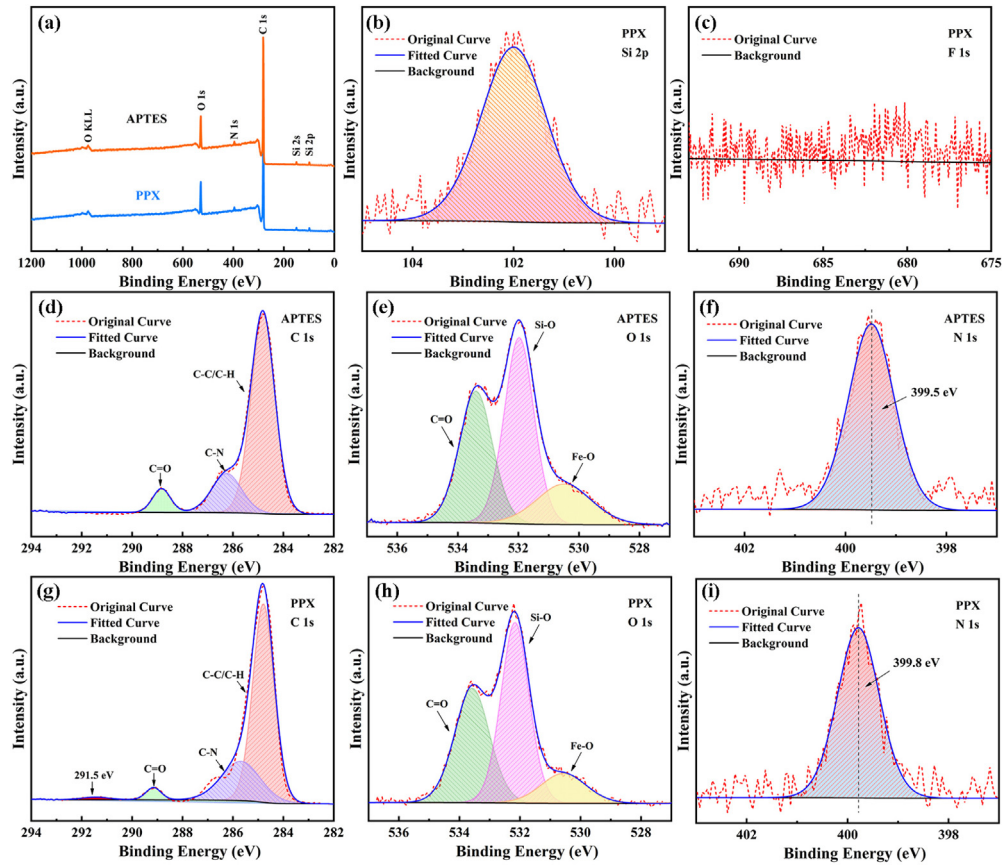 (a)
C 1s
O 1s
O KLL
APTES
N 1s
Si 2s
Si 2p
PPX
1200 1000 800 600 400 200 0
Binding Energy (eV)
Intensity (a.u.)
(b)
Original Curve
Fitted Curve
Background
PPX
Si 2p
104 102 100
Binding Energy (eV)
Intensity (a.u.)
(c)
Original Curve
Background
PPX
F 1s
690 685 680 675
Binding Energy (eV)
Intensity (a.u.)
(d)
Original Curve
Fitted Curve
Background
APTES
C 1s
C-C/C-H
C-N
C=O
294 292 290 288 286 284 282
Binding Energy (eV)
Intensity (a.u.)
(e)
Original Curve
Fitted Curve
Background
APTES
O 1s
Si-O
C=O
Fe-O
536 534 532 530 528
Binding Energy (eV)
Intensity (a.u.)
(f)
Original Curve
Fitted Curve
Background
APTES
N 1s
399.5 eV
402 400 398
Binding Energy (eV)
Intensity (a.u.)
(g)
Original Curve
Fitted Curve
Background
PPX
C 1s
C-C/C-H
C-N
C=O
291.5 eV
294 292 290 288 286 284 282
Binding Energy (eV)
Intensity (a.u.)
(h)
Original Curve
Fitted Curve
Background
PPX
O 1s
Si-O
C=O
Fe-O
536 534 532 530 528
Binding Energy (eV)
Intensity (a.u.)
(i)
Original Curve
Fitted Curve
Background
PPX
N 1s
399.8 eV
402 400 398
Binding Energy (eV)
Intensity (a.u.)